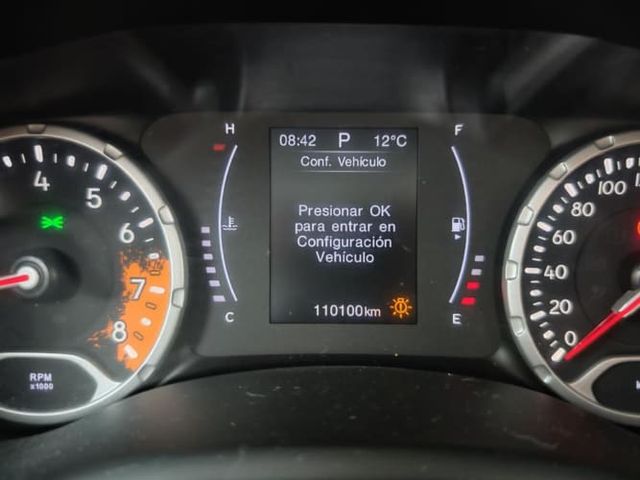 H
08:42 P 12°C
F
Conf. Vehículo
Presionar OK
para entrar en
Configuración
Vehículo
110100km
C
E
4
5
6
7
8
RPM
x1000
100
80
60
40
20
0